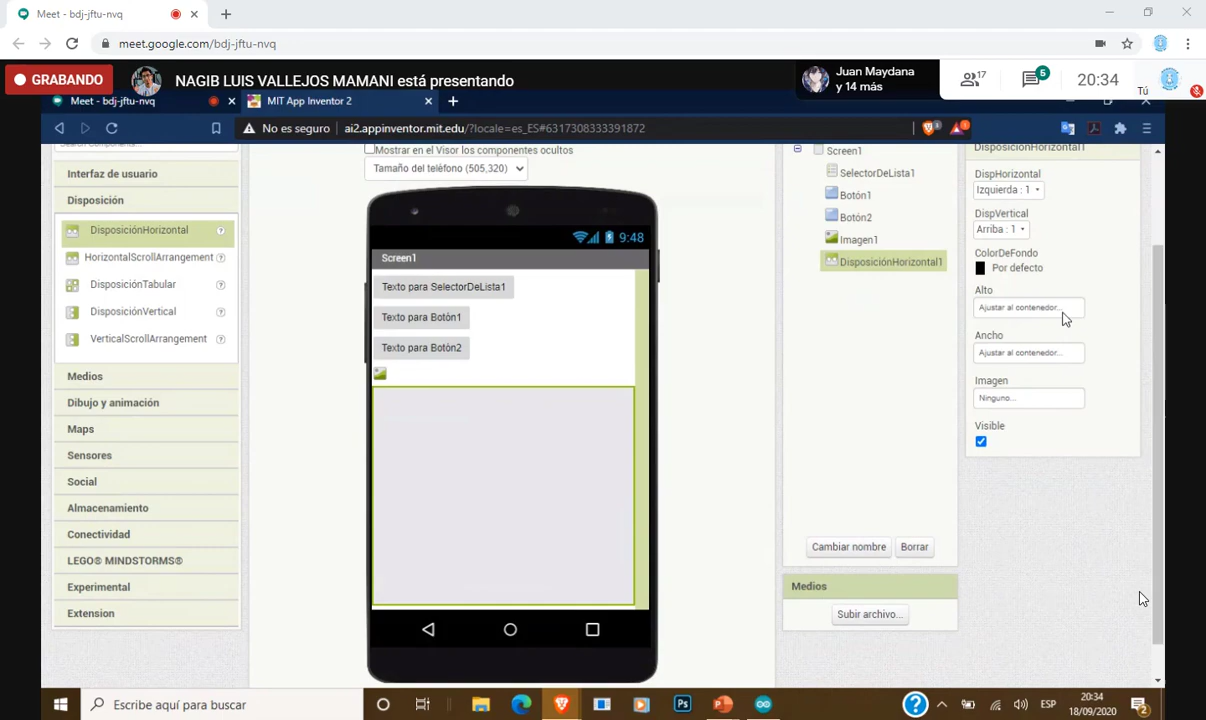 Meet - bdj-jftu-nvq
meet.google.com/bdj-jftu-nvq
GRABANDO
NAGIB LUIS VALLEJOS MAMANI está presentando
Juan Maydana
y 14 más
17
5
20:34
Tú
Meet - bdj-jftu-nvq
MIT App Inventor 2
No es seguro
ai2.appinventor.mit.edu/?locale=es_ES#6317308333391872
Interfaz de usuario
Disposición
DisposiciónHorizontal
HorizontalScrollArrangement
DisposiciónTabular
DisposiciónVertical
VerticalScrollArrangement
Medios
Dibujo y animación
Maps
Sensores
Social
Almacenamiento
Conectividad
LEGO® MINDSTORMS®
Experimental
Extension
Mostrar en el Visor los componentes ocultos
Tamaño del teléfono (505,320)
9:48
Screen1
Texto para SelectorDeLista1
Texto para Botón1
Texto para Botón2
Screen1
SelectorDeLista1
Botón1
Botón2
Imagen1
DisposiciónHorizontal1
Cambiar nombre
Borrar
Medios
Subir archivo...
DisposiciónHorizontal1
DispHorizontal
Izquierda : 1
DispVertical
Arriba : 1
ColorDeFondo
Por defecto
Alto
Ajustar al contenedor...
Ancho
Ajustar al contenedor...
Imagen
Ninguno...
Visible
Escribe aquí para buscar
ESP
20:34
18/09/2020
2